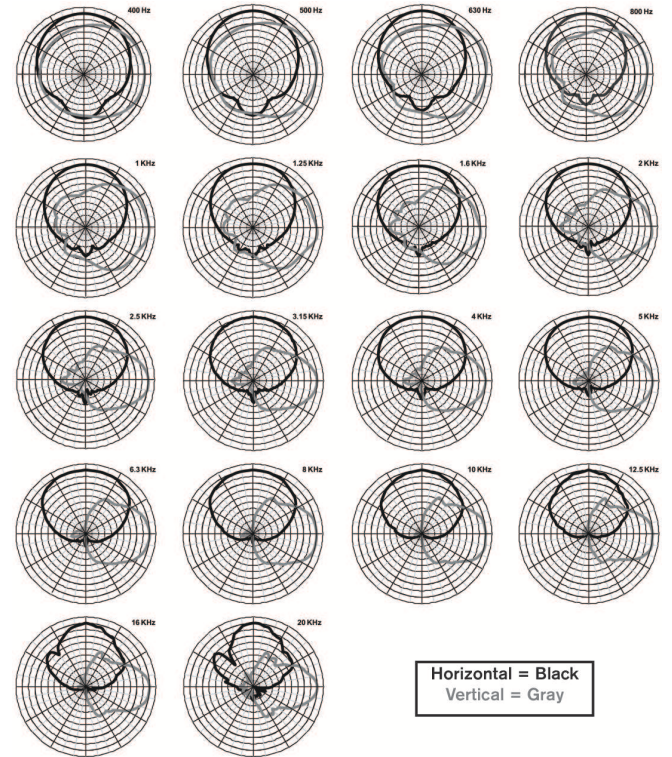 400 Hz
500 Hz
630 Hz
800 Hz
1 KHz
1.25 KHz
1.6 KHz
2 KHz
2.5 KHz
3.15 KHz
4 KHz
5 KHz
6.3 KHz
8 KHz
10 KHz
12.5 KHz
16 KHz
20 KHz
Horizontal = Black
Vertical = Gray